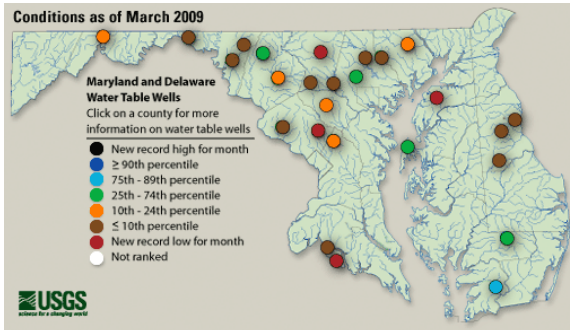 Conditions as of March 2009
Maryland and Delaware
Water Table Wells
Click on a county for more
information on water table wells
New record high for month
≥ 90th percentile
75th - 89th percentile
25th - 74th percentile
10th - 24th percentile
≤ 10th percentile
New record low for month
Not ranked
USGS
science for a changing world